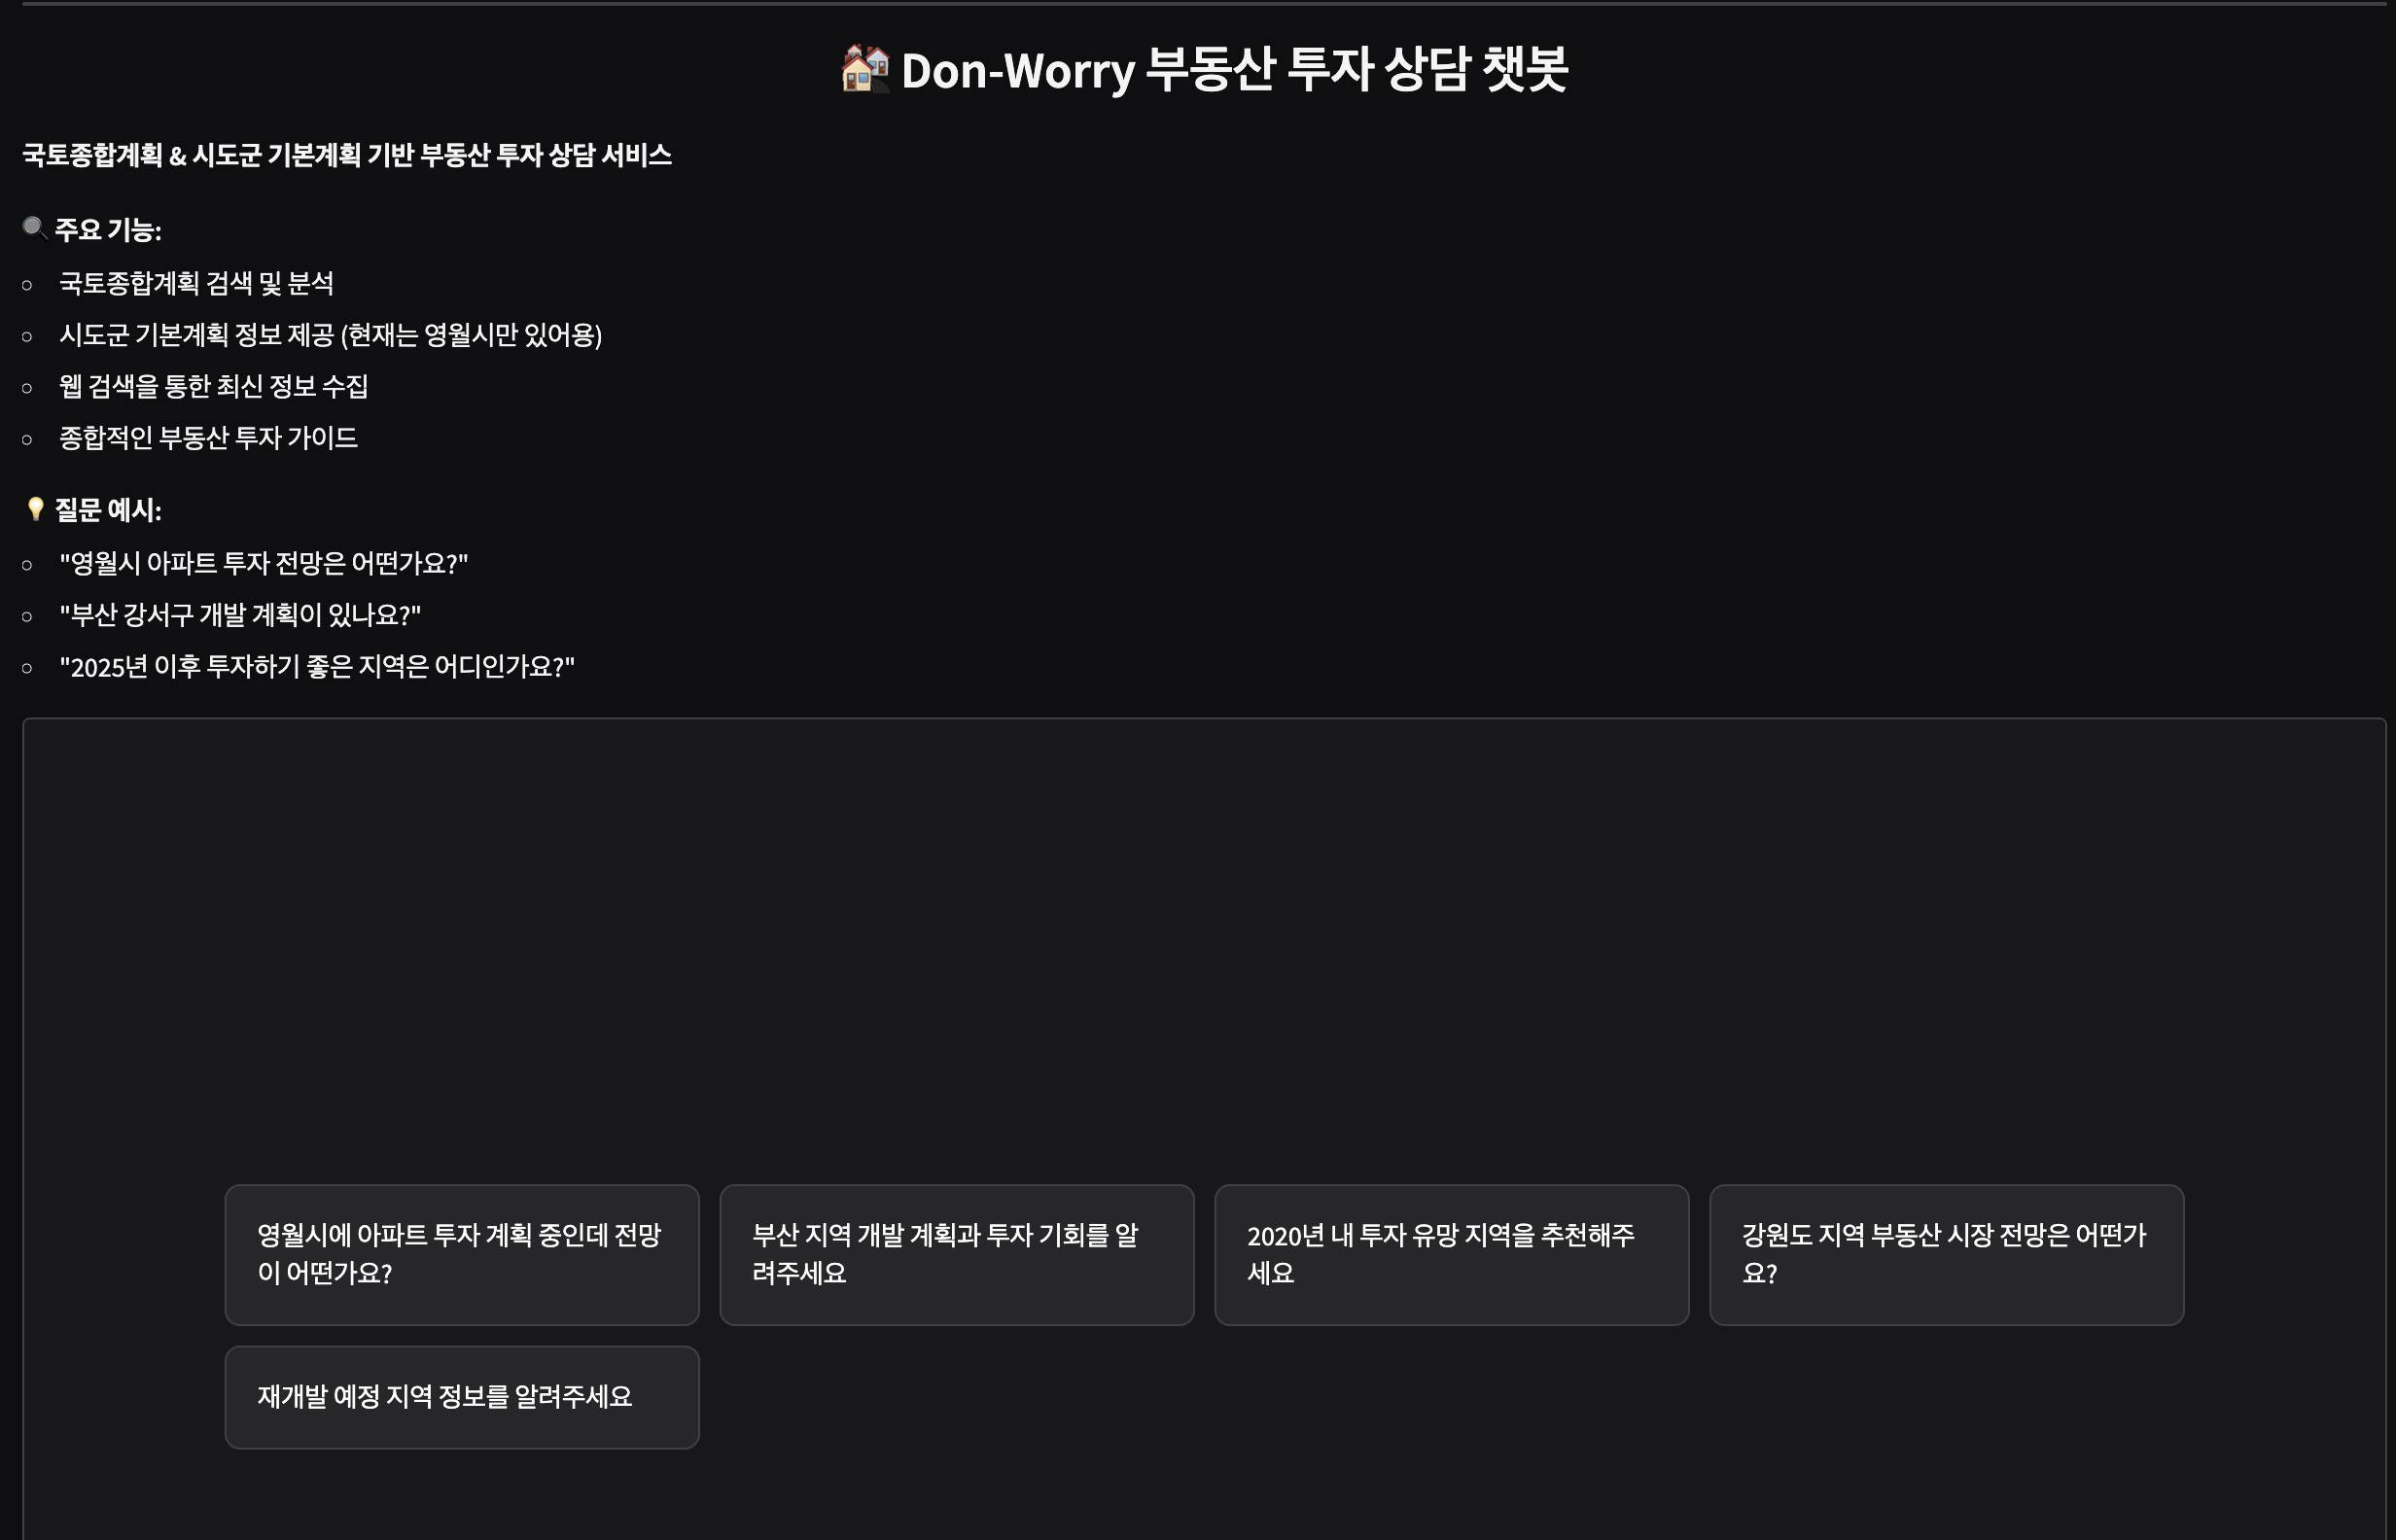 Don-Worry 부동산 투자 상담 챗봇
국토종합계획 & 시도군 기본계획 기반 부동산 투자 상담 서비스
주요 기능:
국토종합계획 검색 및 분석
시도군 기본계획 정보 제공 (현재는 영월시만 있어용)
웹 검색을 통한 최신 정보 수집
종합적인 부동산 투자 가이드
질문 예시:
"영월시 아파트 투자 전망은 어떤가요?"
"부산 강서구 개발 계획이 있나요?"
"2025년 이후 투자하기 좋은 지역은 어디인가요?"
영월시에 아파트 투자 계획 중인데 전망
이 어떤가요?
부산 지역 개발 계획과 투자 기회를 알
려주세요
2020년 내 투자 유망 지역을 추천해주
세요
강원도 지역 부동산 시장 전망은 어떤가
요?
재개발 예정 지역 정보를 알려주세요